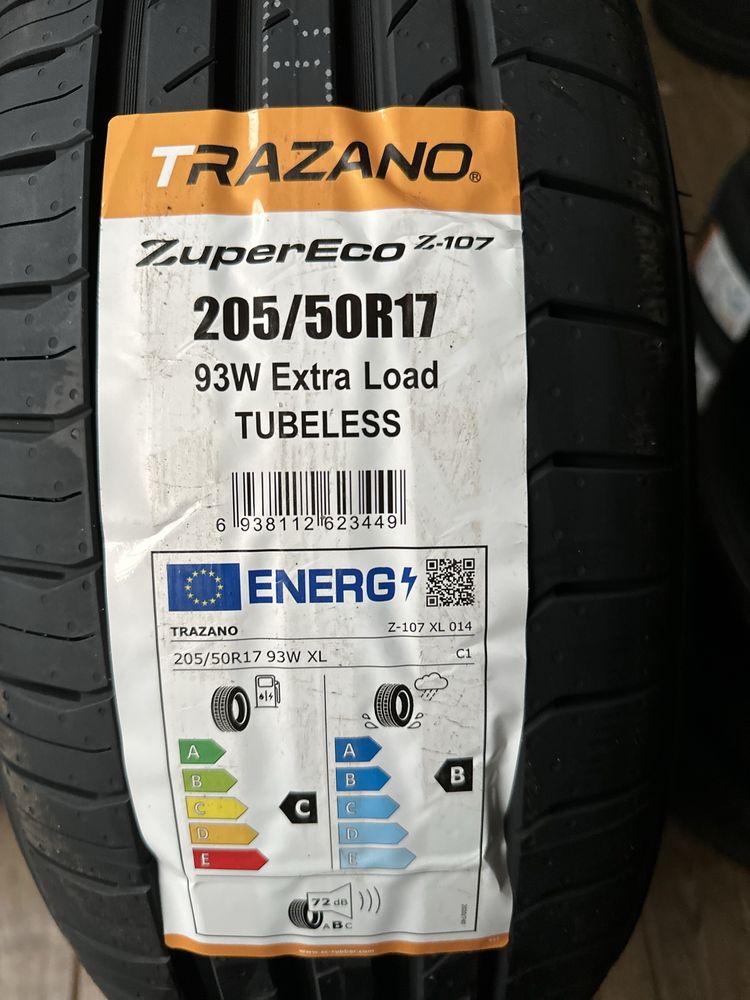 TRAZANO®
ZuperEco Z-107
205/50R17
93W Extra Load
TUBELESS
6 938112 623449
ENERG
TRAZANO Z-107 XL 014
205/50R17 93W XL C1
A
B
C
D
E
C
A
B
C
D
E
B
72 dB
ABC